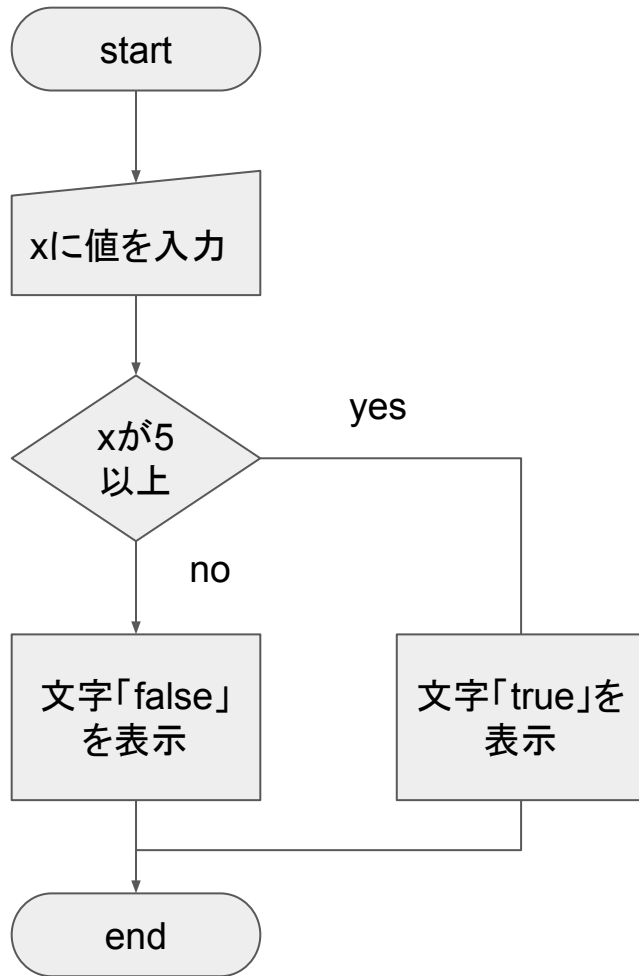 start
xに値を入力
xが5
以上
yes
no
文字「false」
を表示
文字「true」を
表示
end